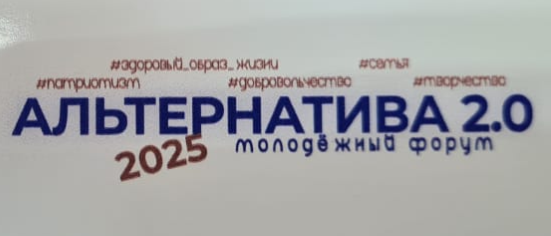 #здоровый_образ_жизни #семья
#патриотизм #добровольчество #творчество
АЛЬТЕРНАТИВА 2.0
2025 молодёжный форум